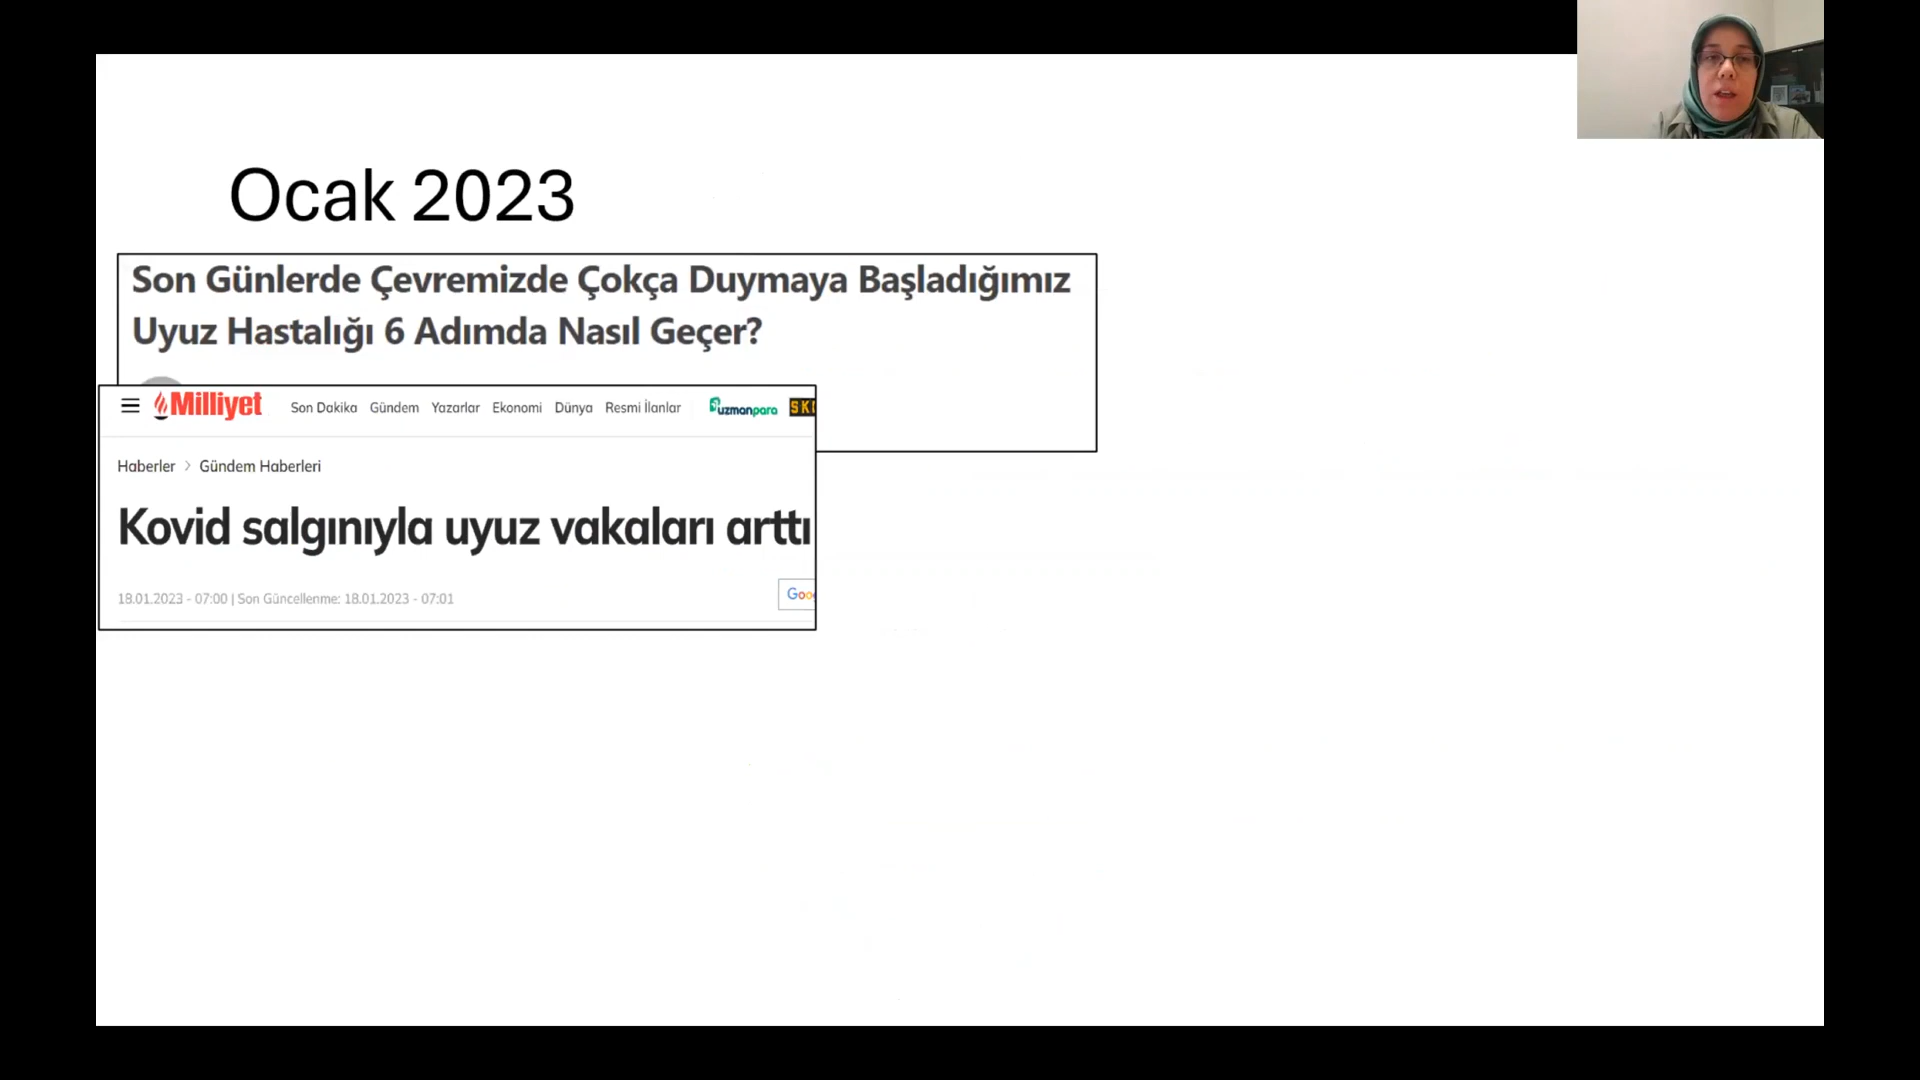 Ocak 2023
Son Günlerde Çevremizde Çokça Duymaya Başladığımız
Uyuz Hastalığı 6 Adımda Nasıl Geçer?
Milliyet Son Dakika Gündem Yazarlar Ekonomi Dünya Resmi İlanlar uzmanpara
Haberler > Gündem Haberleri
Kovid salgınıyla uyuz vakaları arttı
18.01.2023 - 07:00 | Son Güncellenme: 18.01.2023 - 07:01